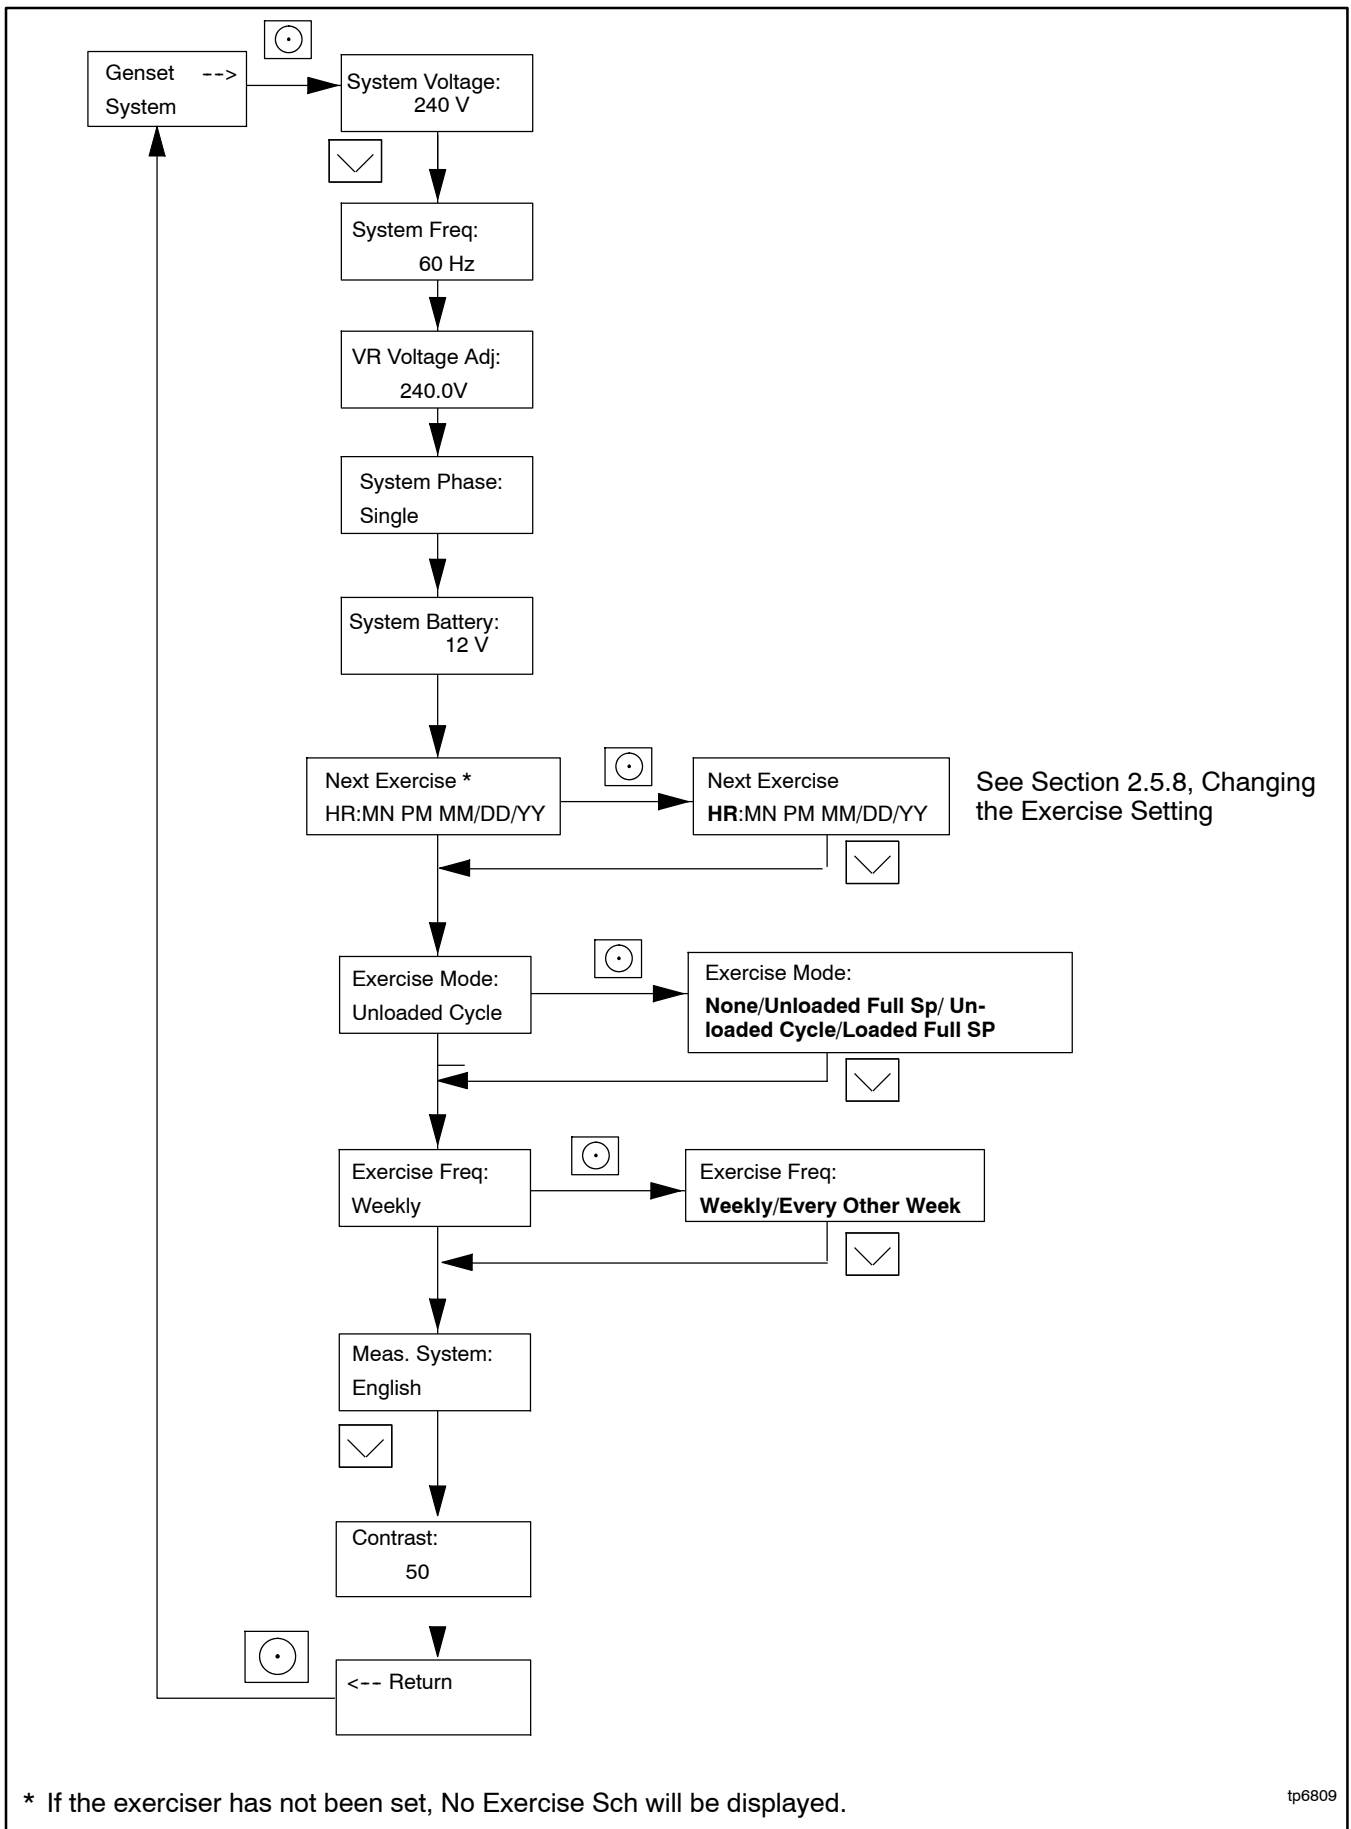 Genset -->
System
System Voltage:
240 V
System Freq:
60 Hz
VR Voltage Adj:
240.0V
System Phase:
Single
System Battery:
12 V
Next Exercise *
HR:MN PM MM/DD/YY
Next Exercise
HR:MN PM MM/DD/YY
See Section 2.5.8, Changing
the Exercise Setting
Exercise Mode:
Unloaded Cycle
Exercise Mode:
None/Unloaded Full Sp/ Un-
loaded Cycle/Loaded Full SP
Exercise Freq:
Weekly
Exercise Freq:
Weekly/Every Other Week
Meas. System:
English
Contrast:
50
<-- Return
* If the exerciser has not been set, No Exercise Sch will be displayed.
tp6809